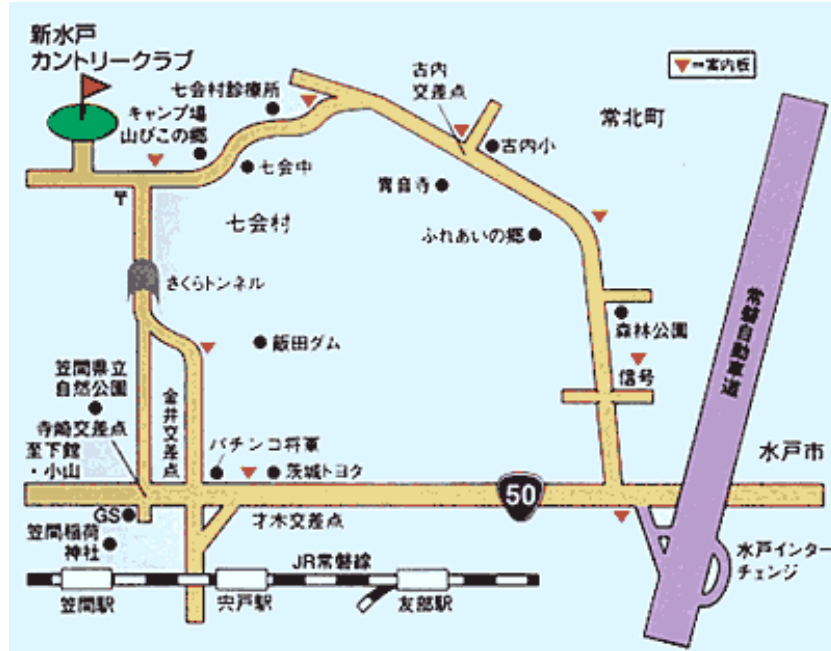 新水戸
カントリークラブ
七会村診療所
キャンプ場
山びこの郷
七会中
古内
交差点
▼=案内板
常北町
古内小
青音寺
〒
七会村
ふれあいの郷
さくらトンネル
常磐自動車道
森林公園
飯田ダム
信号
笠間県立
自然公園
金井交差点
寺崎交差点
至下館
・小山
パチンコ将軍
茨城トヨタ
水戸市
50
GS
才木交差点
笠間稲荷
神社
水戸インター
チェンジ
JR常磐線
笠間駅
宍戸駅
友部駅